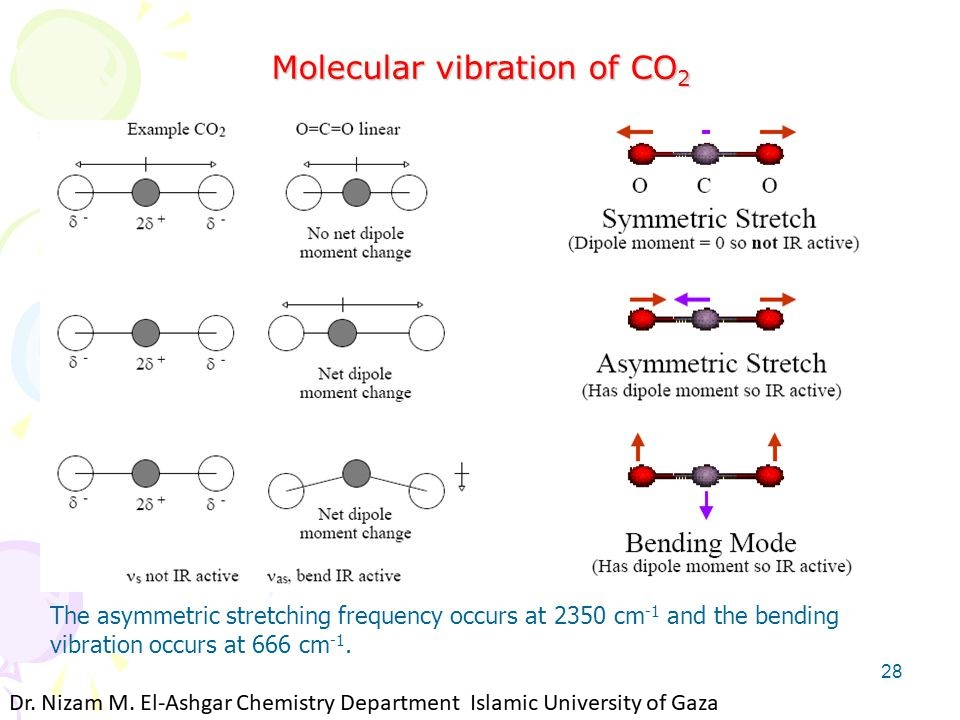 Molecular vibration of CO2
Example CO2
O=C=O linear
δ - 2δ + δ -
No net dipole
moment change
O C O
Symmetric Stretch
(Dipole moment = 0 so not IR active)
δ - 2δ + δ -
Net dipole
moment change
Asymmetric Stretch
(Has dipole moment so IR active)
δ - 2δ + δ -
Net dipole
moment change
Bending Mode
(Has dipole moment so IR active)
νs not IR active
νas, bend IR active
The asymmetric stretching frequency occurs at 2350 cm-1 and the bending
vibration occurs at 666 cm-1.
28
Dr. Nizam M. El-Ashgar Chemistry Department Islamic University of Gaza